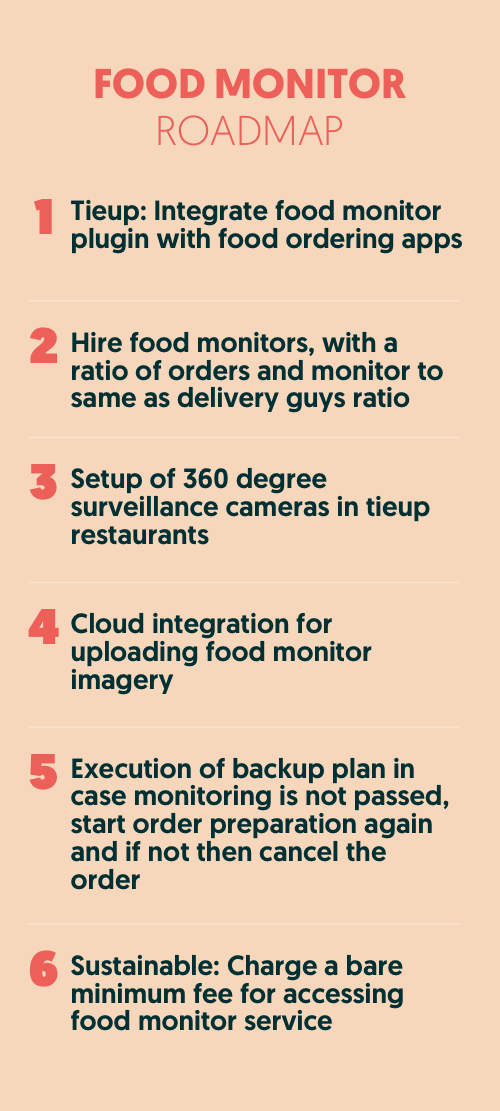 FOOD MONITOR
ROADMAP
1 Tieup: Integrate food monitor
plugin with food ordering apps
2 Hire food monitors, with a
ratio of orders and monitor to
same as delivery guys ratio
3 Setup of 360 degree
surveillance cameras in tieup
restaurants
4 Cloud integration for
uploading food monitor
imagery
5 Execution of backup plan in
case monitoring is not passed,
start order preparation again
and if not then cancel the
order
6 Sustainable: Charge a bare
minimum fee for accessing
food monitor service